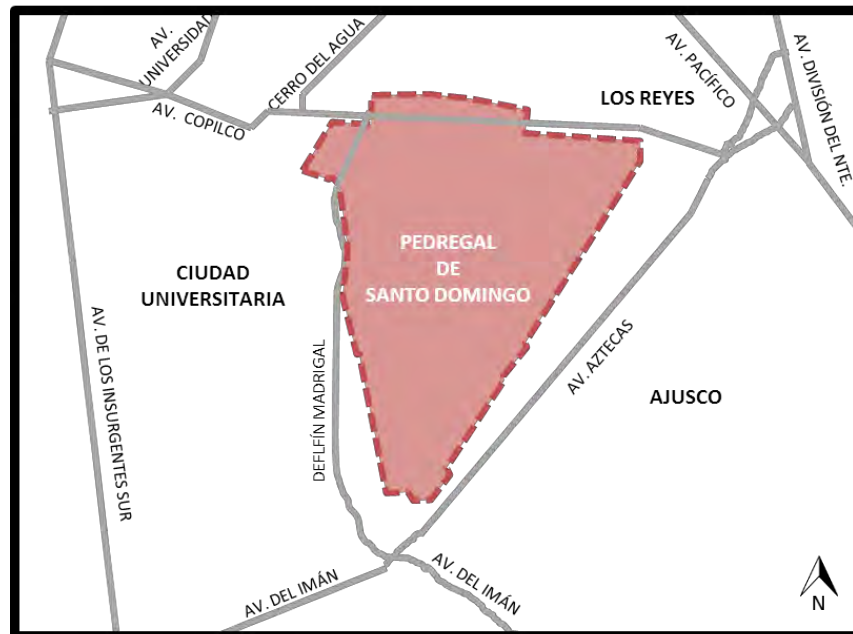 AV.
UNIVERSIDAD
CERRO DEL AGUA
AV. COPILCO
LOS REYES
AV. PACÍFICO
AV. DIVISIÓN DEL NTE.
PEDREGAL
DE
SANTO DOMINGO
CIUDAD
UNIVERSITARIA
AV. DE LOS INSURGENTES SUR
DEFLFÍN MADRIGAL
AV. AZTECAS
AJUSCO
AV. DEL IMÁN
AV. DEL IMÁN
N